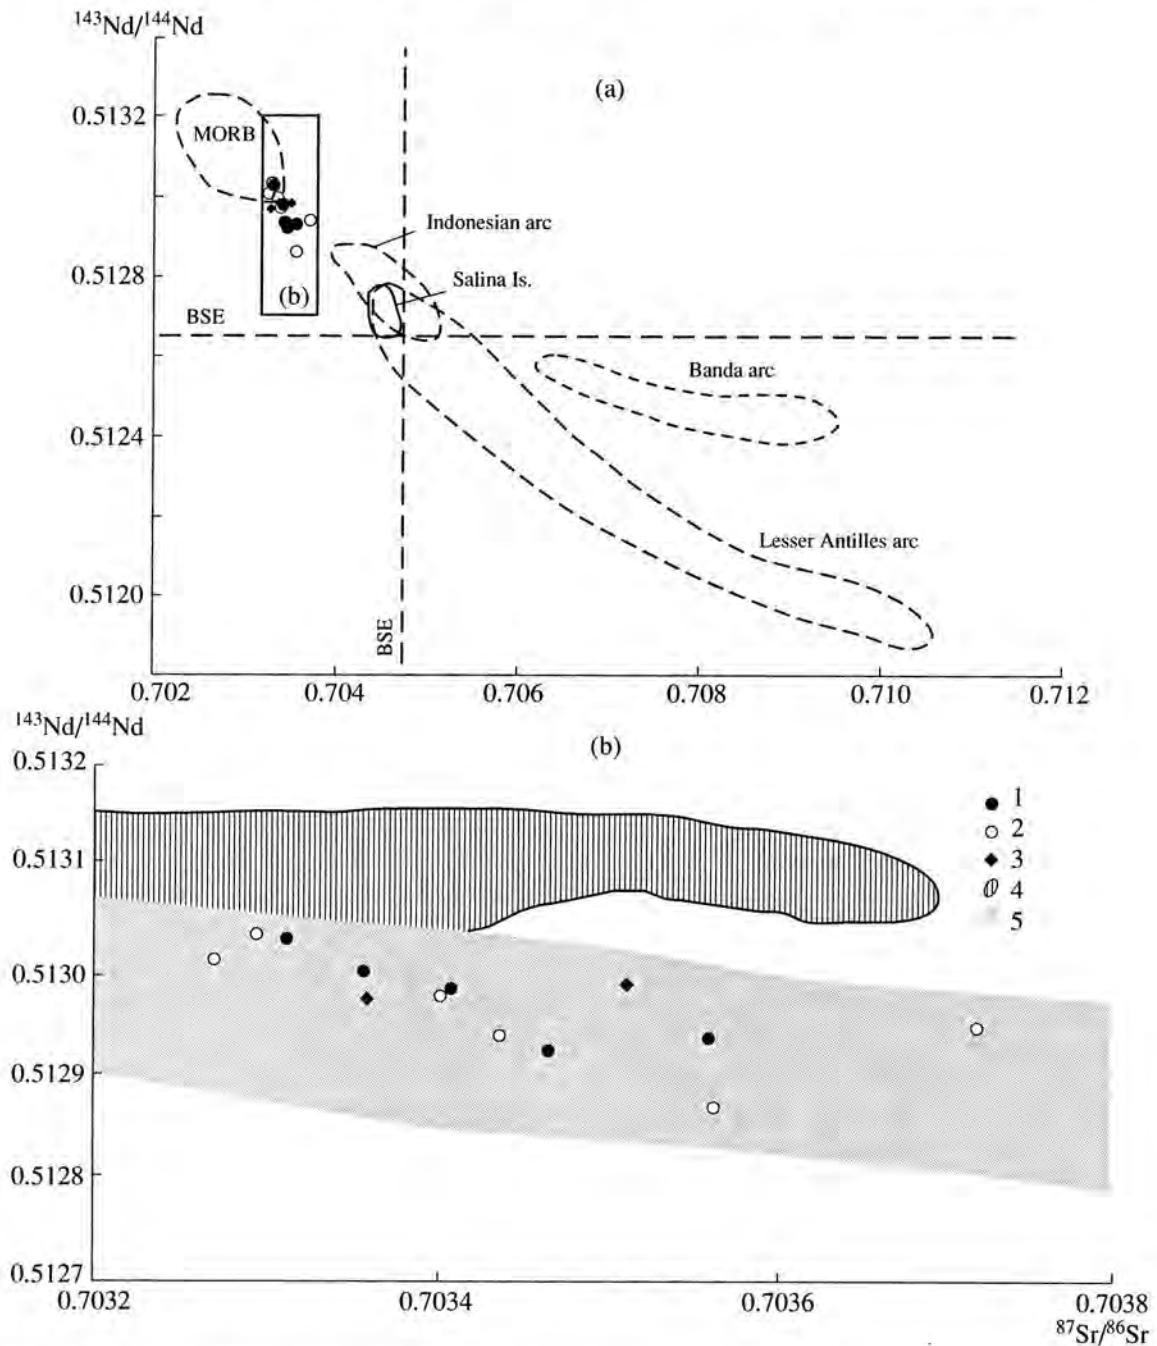 ¹⁴³Nd/¹⁴⁴Nd
(a)
0.5132
MORB
Indonesian arc
Salina Is.
0.5128
(b)
BSE
Banda arc
0.5124
Lesser Antilles arc
0.5120
BSE
0.702 0.704 0.706 0.708 0.710 0.712
¹⁴³Nd/¹⁴⁴Nd
(b)
0.5132
1
2
0.5131
3
4
5
0.5130
0.5129
0.5128
0.5127
0.7032 0.7034 0.7036 0.7038
⁸⁷Sr/⁸⁶Sr